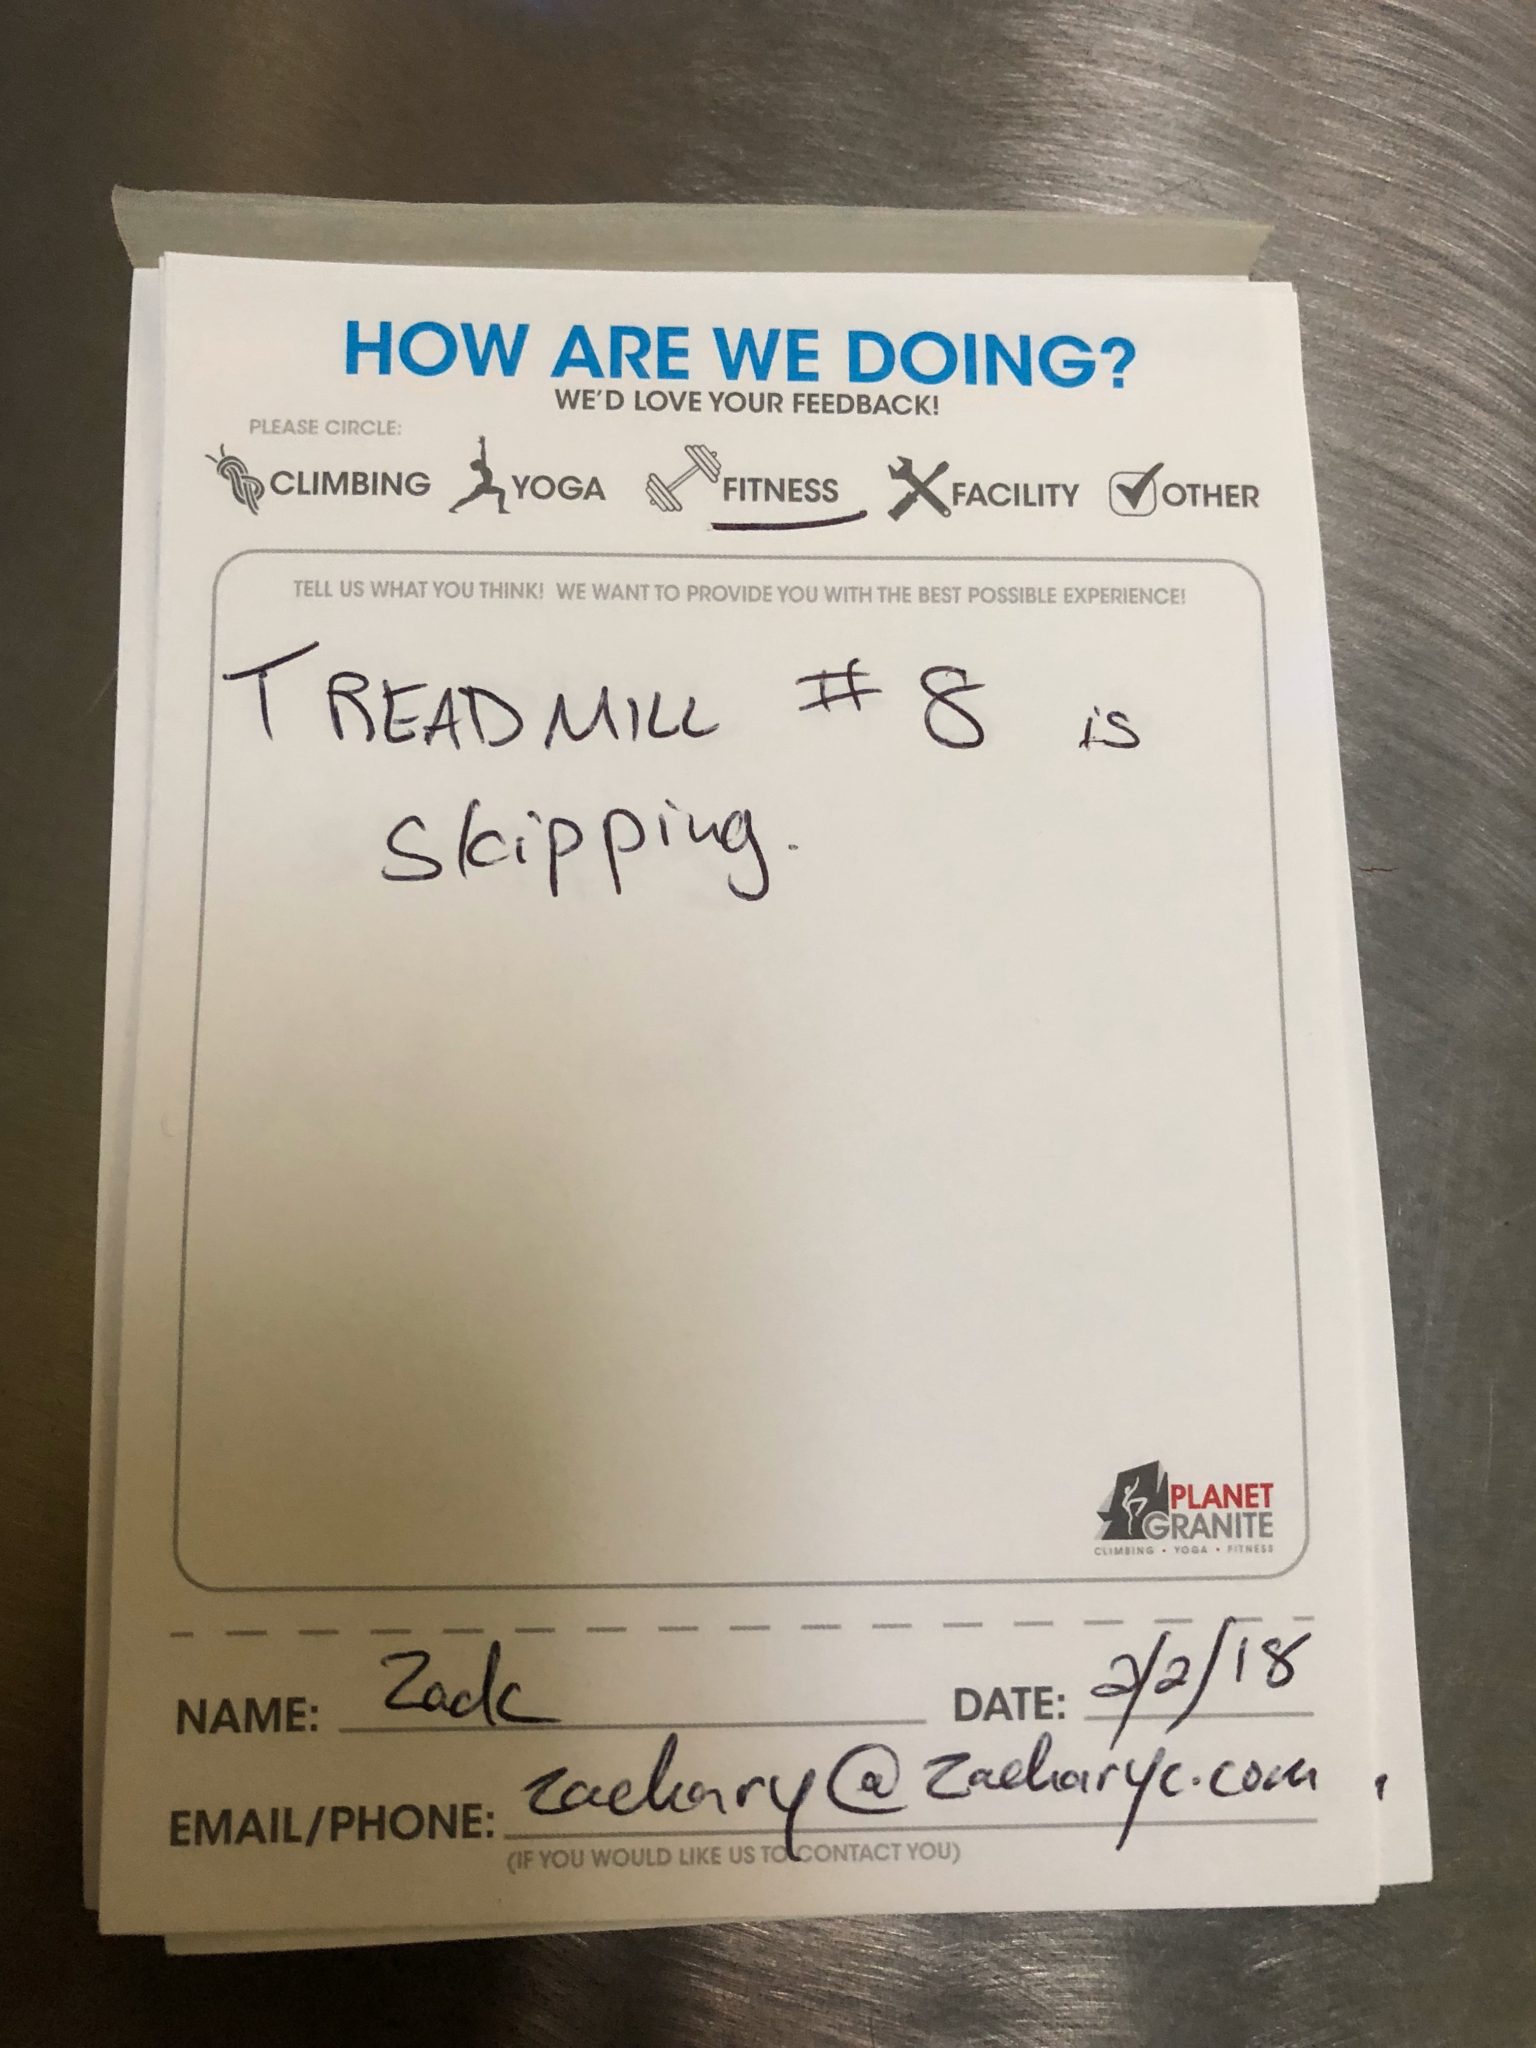 HOW ARE WE DOING?
WE'D LOVE YOUR FEEDBACK!
PLEASE CIRCLE:
CLIMBING YOGA FITNESS FACILITY OTHER
TELL US WHAT YOU THINK! WE WANT TO PROVIDE YOU WITH THE BEST POSSIBLE EXPERIENCE!
TREADMILL #8 is
skipping.
PLANET
GRANITE
CLIMBING • YOGA • FITNESS
NAME: Zack DATE: 2/2/18
EMAIL/PHONE: zachary@zacharyc.com
(IF YOU WOULD LIKE US TO CONTACT YOU)